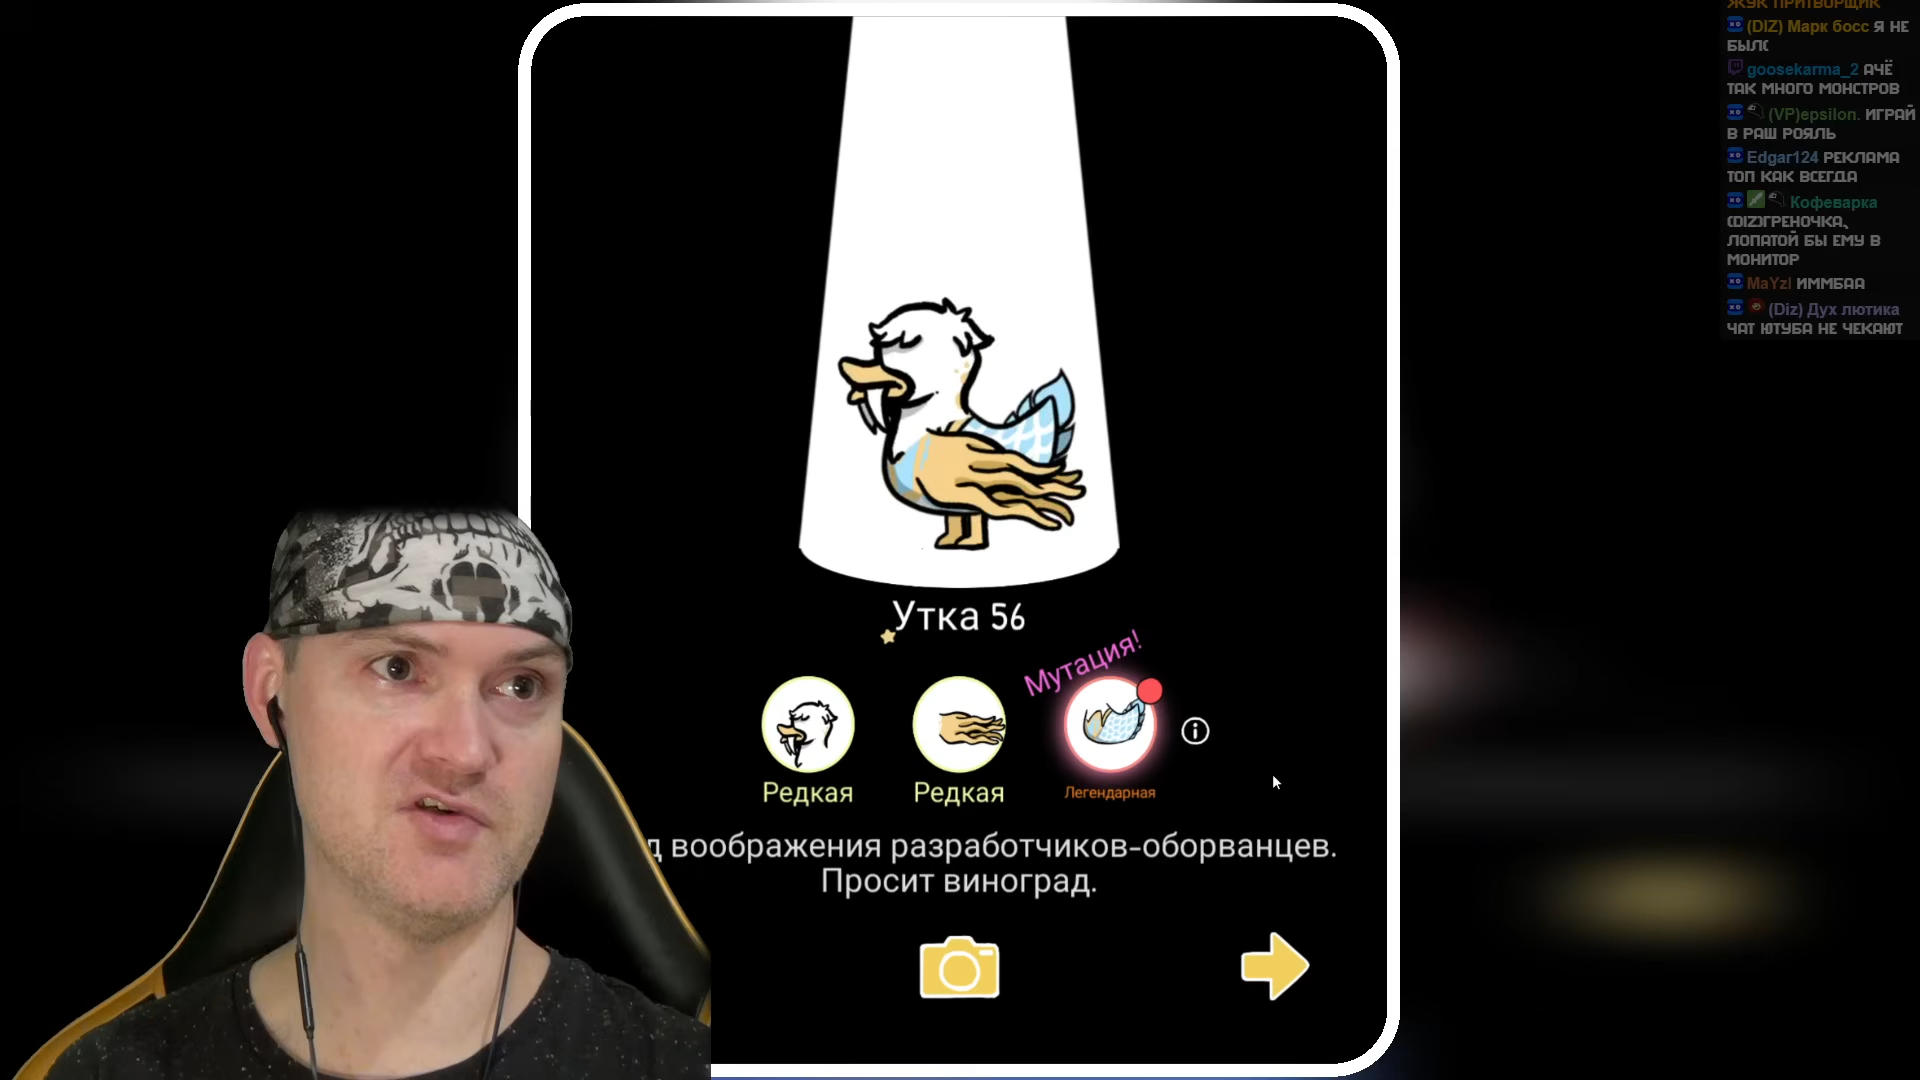 Утка 56
Мутация!
Редкая
Редкая
Легендарная
воображения разработчиков-оборванцев.
Просит виноград.
ЖУК ПРИТВОРЩИК
(DIZ) Марк босс Я НЕ
БЫЛ(
goosekarma_2 АЧЁ
ТАК МНОГО МОНСТРОВ
(VP)epsilon. ИГРАЙ
В РАШ РОЯЛЬ
Edgar124 РЕКЛАМА
ТОП КАК ВСЕГДА
Кофеварка
(DIZ)ГРЕНОЧКА,
ЛОПАТОЙ БЫ ЕМУ В
МОНИТОР
MaYzI ИММБАА
(Diz) Дух лютика
ЧАТ ЮТУБА НЕ ЧЕКАЮТ